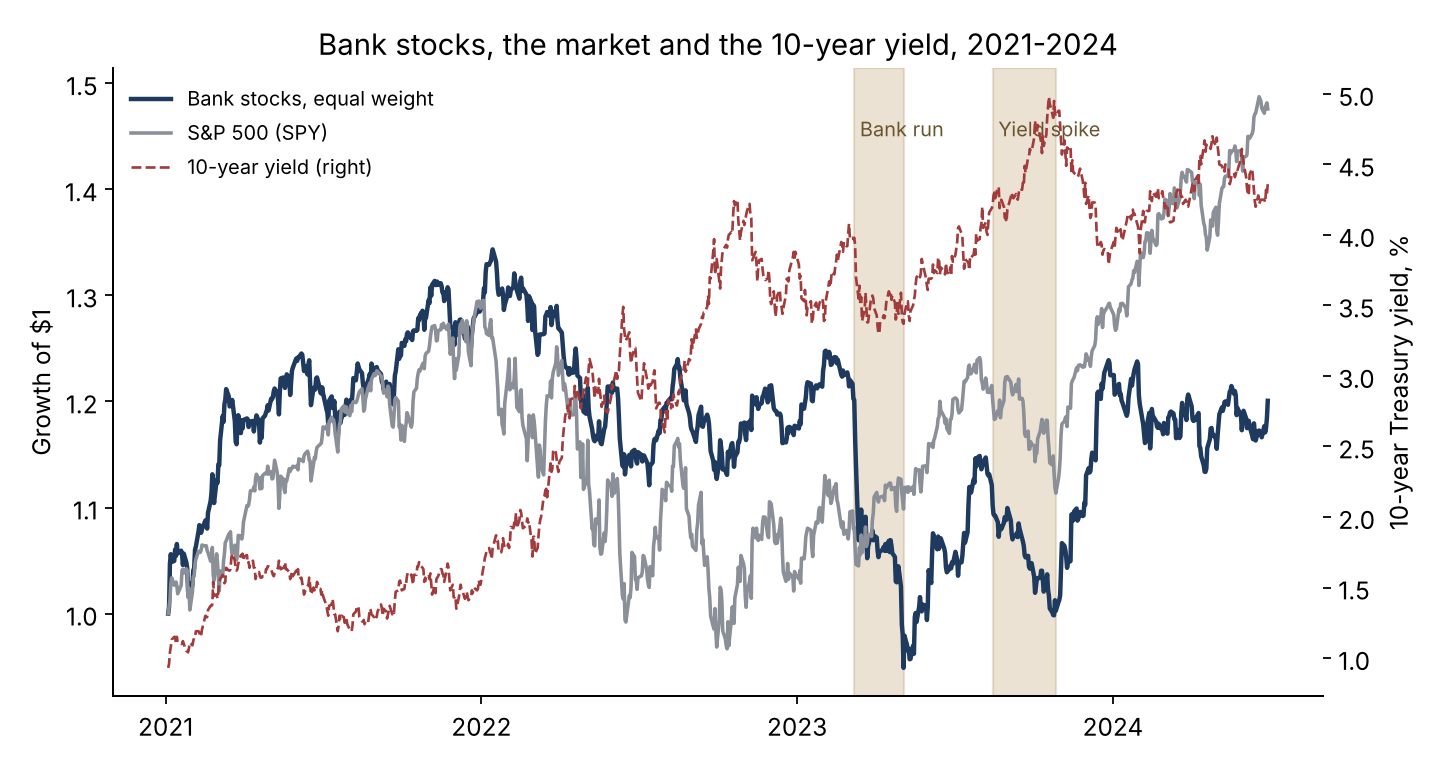 Bank stocks, the market and the 10-year yield, 2021-2024
Bank stocks, equal weight
S&P 500 (SPY)
10-year yield (right)
Bank run
Yield spike
1.5
1.4
1.3
1.2
1.1
1.0
Growth of $1
5.0
4.5
4.0
3.5
3.0
2.5
2.0
1.5
1.0
10-year Treasury yield, %
2021
2022
2023
2024